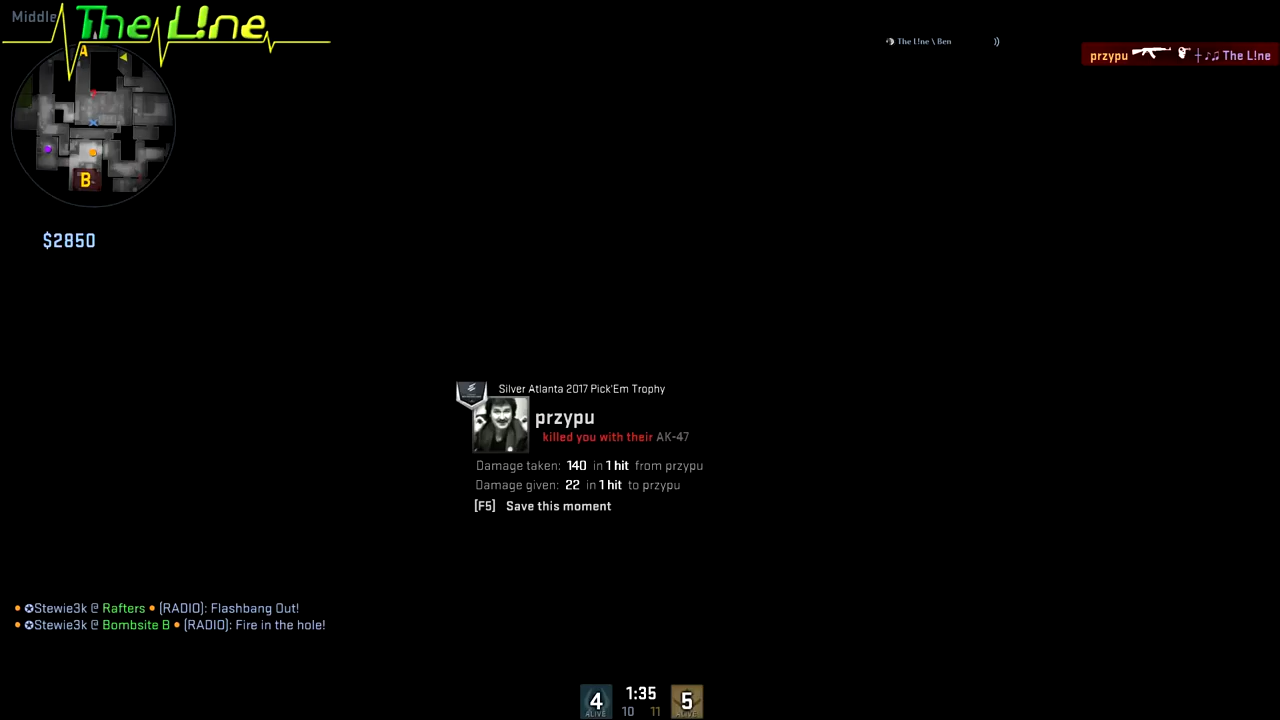 Middle
The L!ne
A
B
The L!ne \ Ben
przypu ┼♪♫ The L!ne
$2850
Silver Atlanta 2017 Pick'Em Trophy
przypu
killed you with their AK-47
Damage taken: 140 in 1 hit from przypu
Damage given: 22 in 1 hit to przypu
[F5] Save this moment
• ✪Stewie3k @ Rafters • (RADIO): Flashbang Out!
• ✪Stewie3k @ Bombsite B • (RADIO): Fire in the hole!
4 1:35 5
ALIVE 10 11 ALIVE